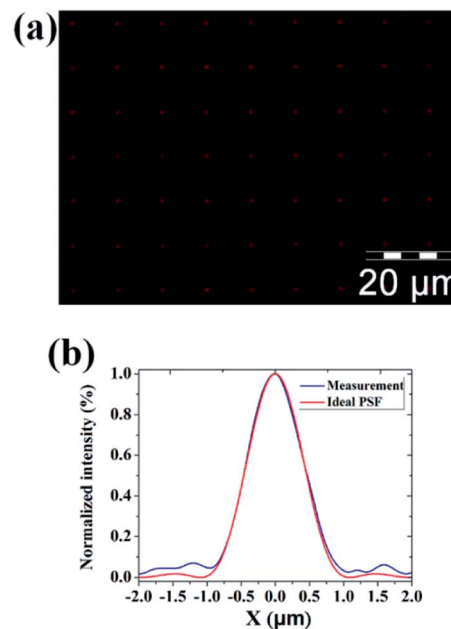 (a)
20 μm
(b)
Normalized intensity (%)
1.0
0.8
0.6
0.4
0.2
0.0
Measurement
Ideal PSF
-2.0 -1.5 -1.0 -0.5 0.0 0.5 1.0 1.5 2.0
X (μm)